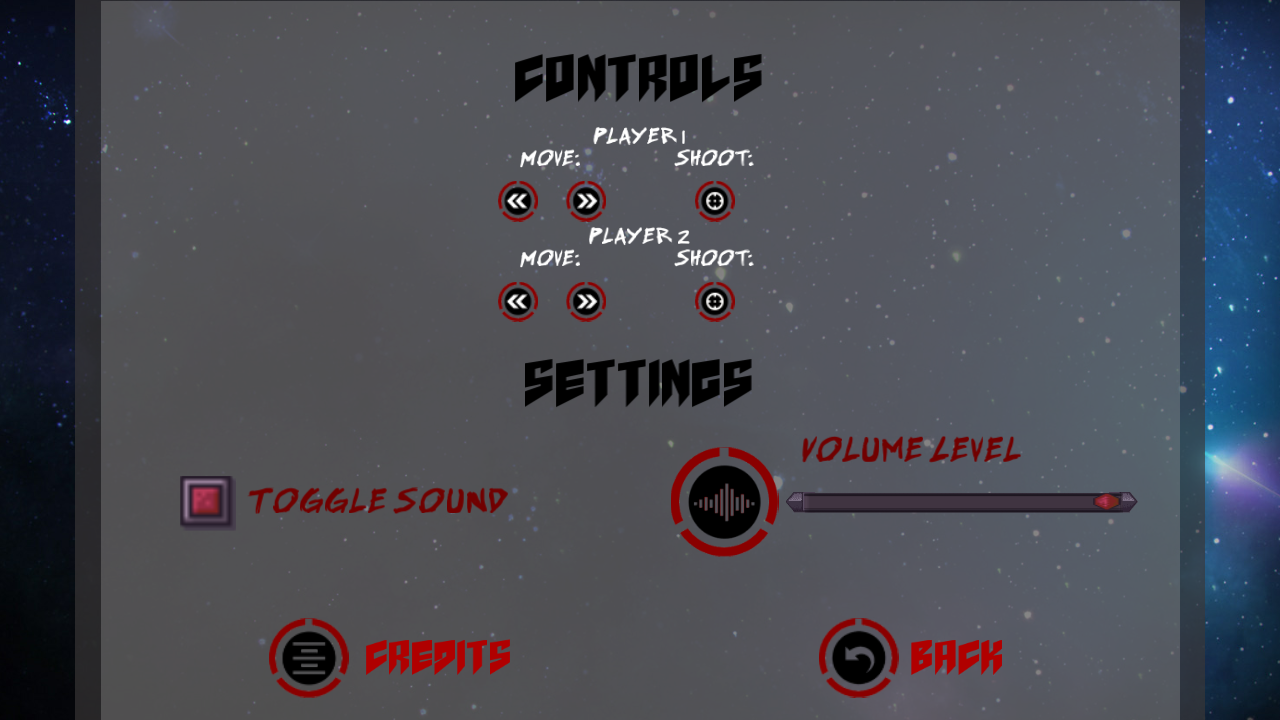 CONTROLS
PLAYER 1
MOVE: SHOOT:
PLAYER 2
MOVE: SHOOT:
SETTINGS
VOLUME LEVEL
TOGGLE SOUND
CREDITS BACK